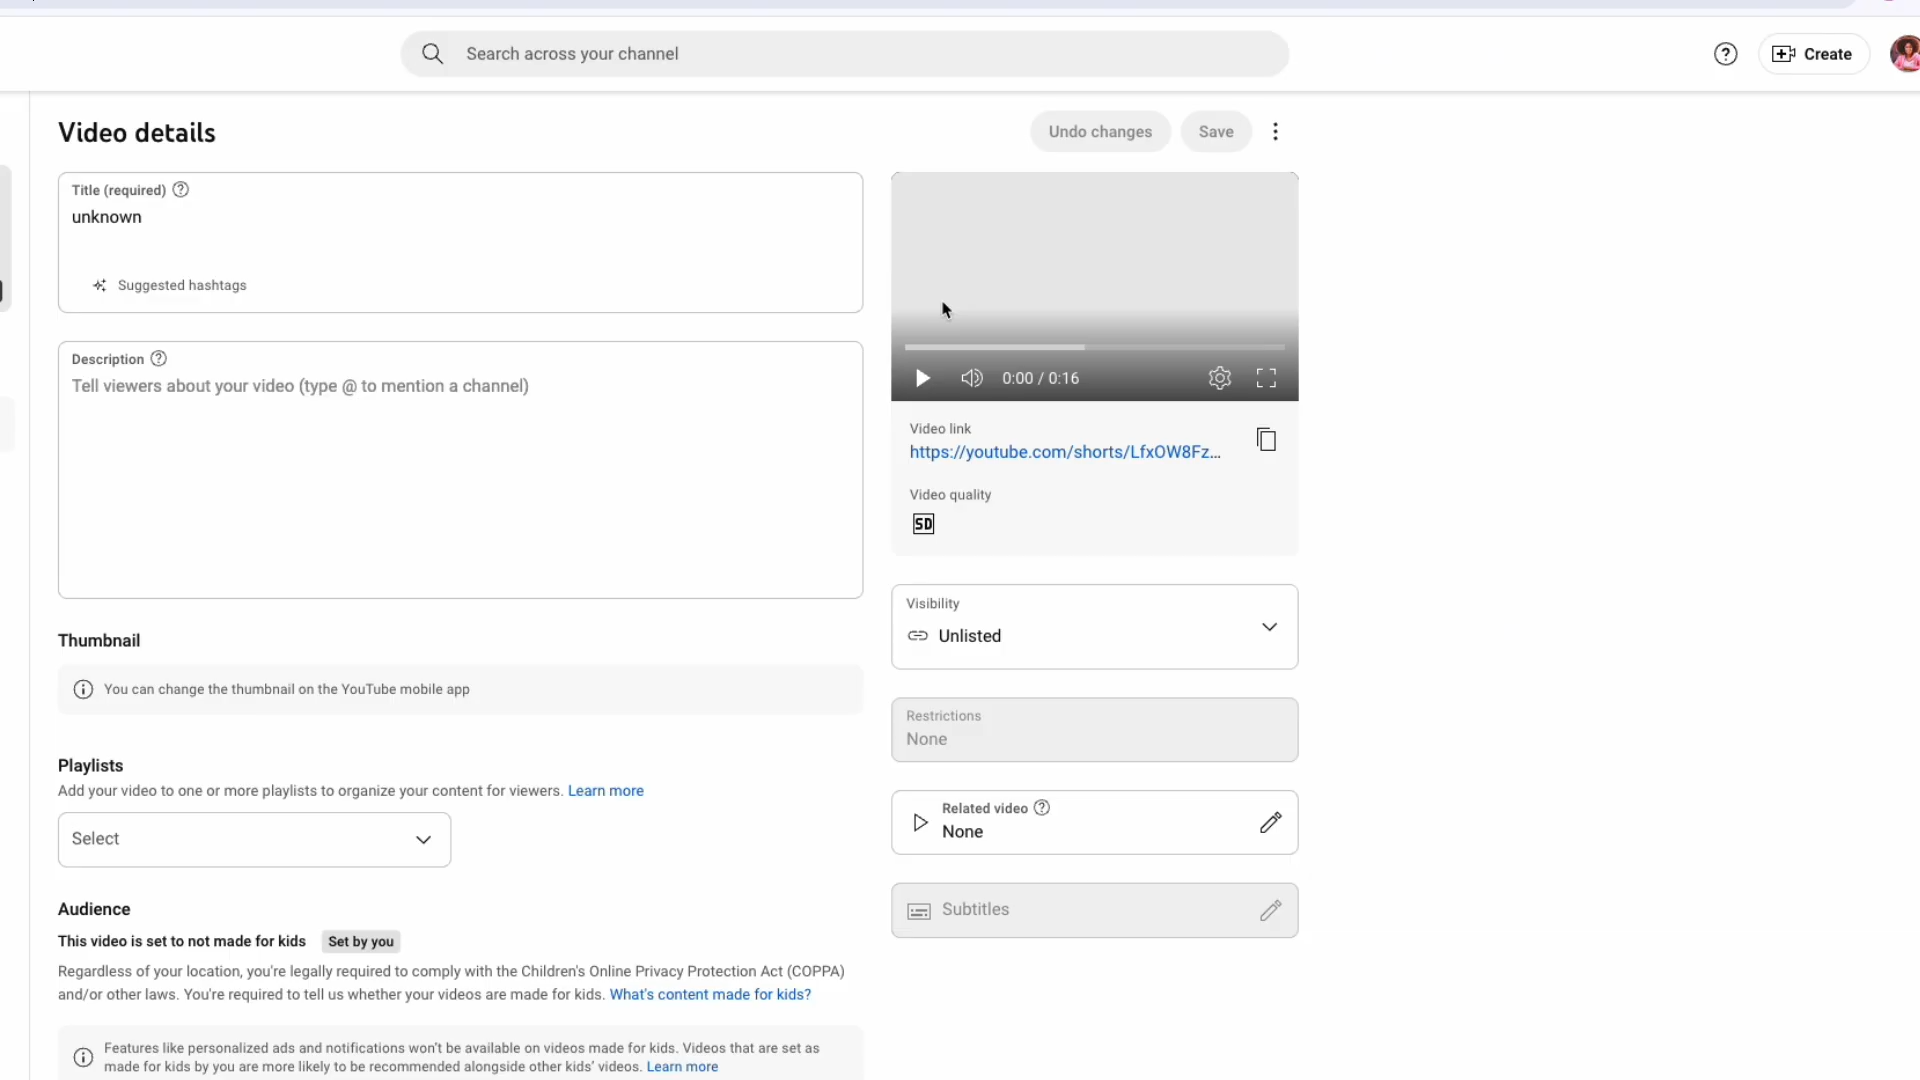 Search across your channel
Create
Video details
Undo changes
Save
Title (required)
unknown
Suggested hashtags
Description
Tell viewers about your video (type @ to mention a channel)
0:00 / 0:16
Video link
https://youtube.com/shorts/LfxOW8Fz...
Video quality
SD
Visibility
Unlisted
Thumbnail
You can change the thumbnail on the YouTube mobile app
Restrictions
None
Playlists
Add your video to one or more playlists to organize your content for viewers. Learn more
Select
Related video
None
Subtitles
Audience
This video is set to not made for kids Set by you
Regardless of your location, you're legally required to comply with the Children's Online Privacy Protection Act (COPPA)
and/or other laws. You're required to tell us whether your videos are made for kids. What's content made for kids?
Features like personalized ads and notifications won't be available on videos made for kids. Videos that are set as
made for kids by you are more likely to be recommended alongside other kids' videos. Learn more